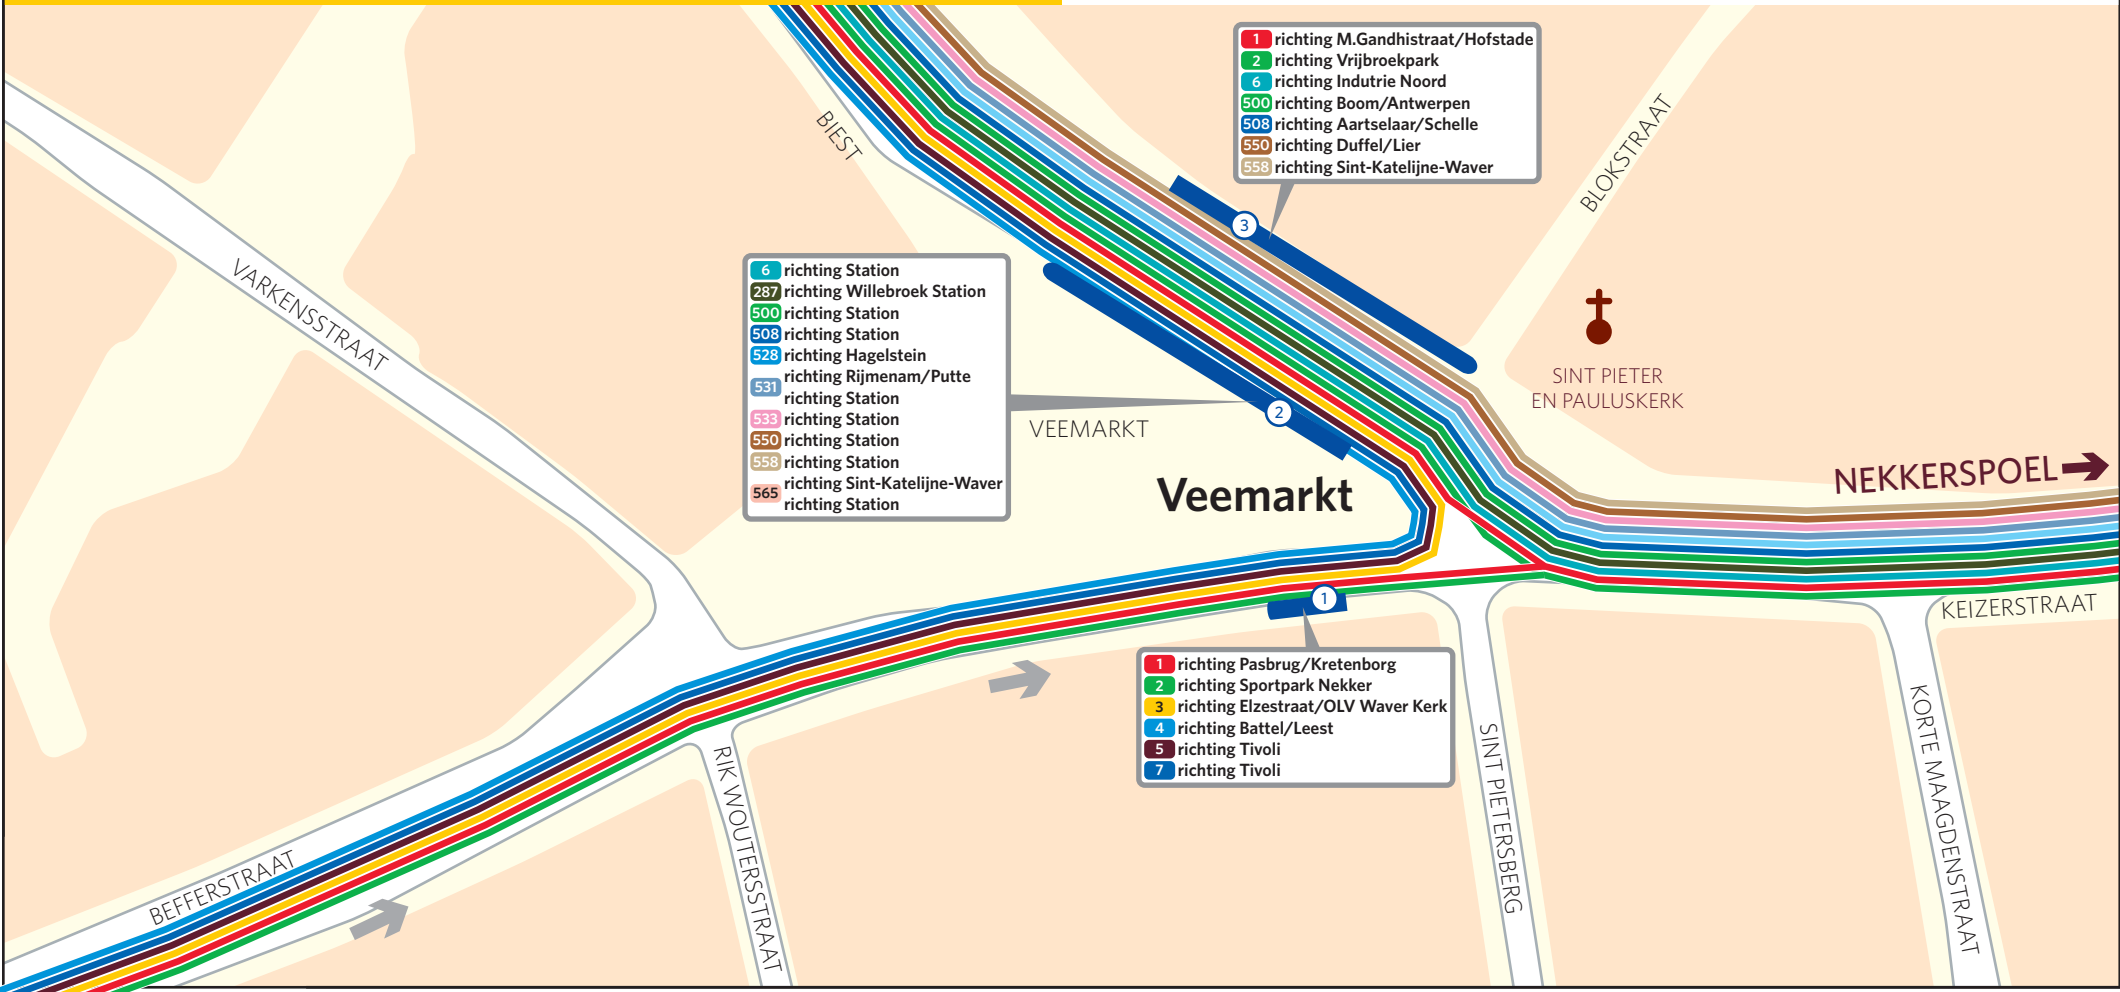 1 richting M.Gandhistraat/Hofstade
2 richting Vrijbroekpark
6 richting Indutrie Noord
500 richting Boom/Antwerpen
508 richting Aartselaar/Schelle
550 richting Duffel/Lier
558 richting Sint-Katelijne-Waver
BIEST
BLOKSTRAAT
3
VARKENSSTRAAT
6 richting Station
287 richting Willebroek Station
500 richting Station
508 richting Station
528 richting Hagelstein
531 richting Rijmenam/Putte
richting Station
533 richting Station
550 richting Station
558 richting Station
565 richting Sint-Katelijne-Waver
richting Station
2
VEEMARKT
SINT PIETER
EN PAULUSKERK
Veemarkt
NEKKERSPOEL
1
KEIZERSTRAAT
1 richting Pasbrug/Kretenborg
2 richting Sportpark Nekker
3 richting Elzestraat/OLV Waver Kerk
4 richting Battel/Leest
5 richting Tivoli
7 richting Tivoli
BEFFERSTRAAT
RIK WOUTERSSTRAAT
SINT PIETERSBERG
KORTE MAAGDENSTRAAT